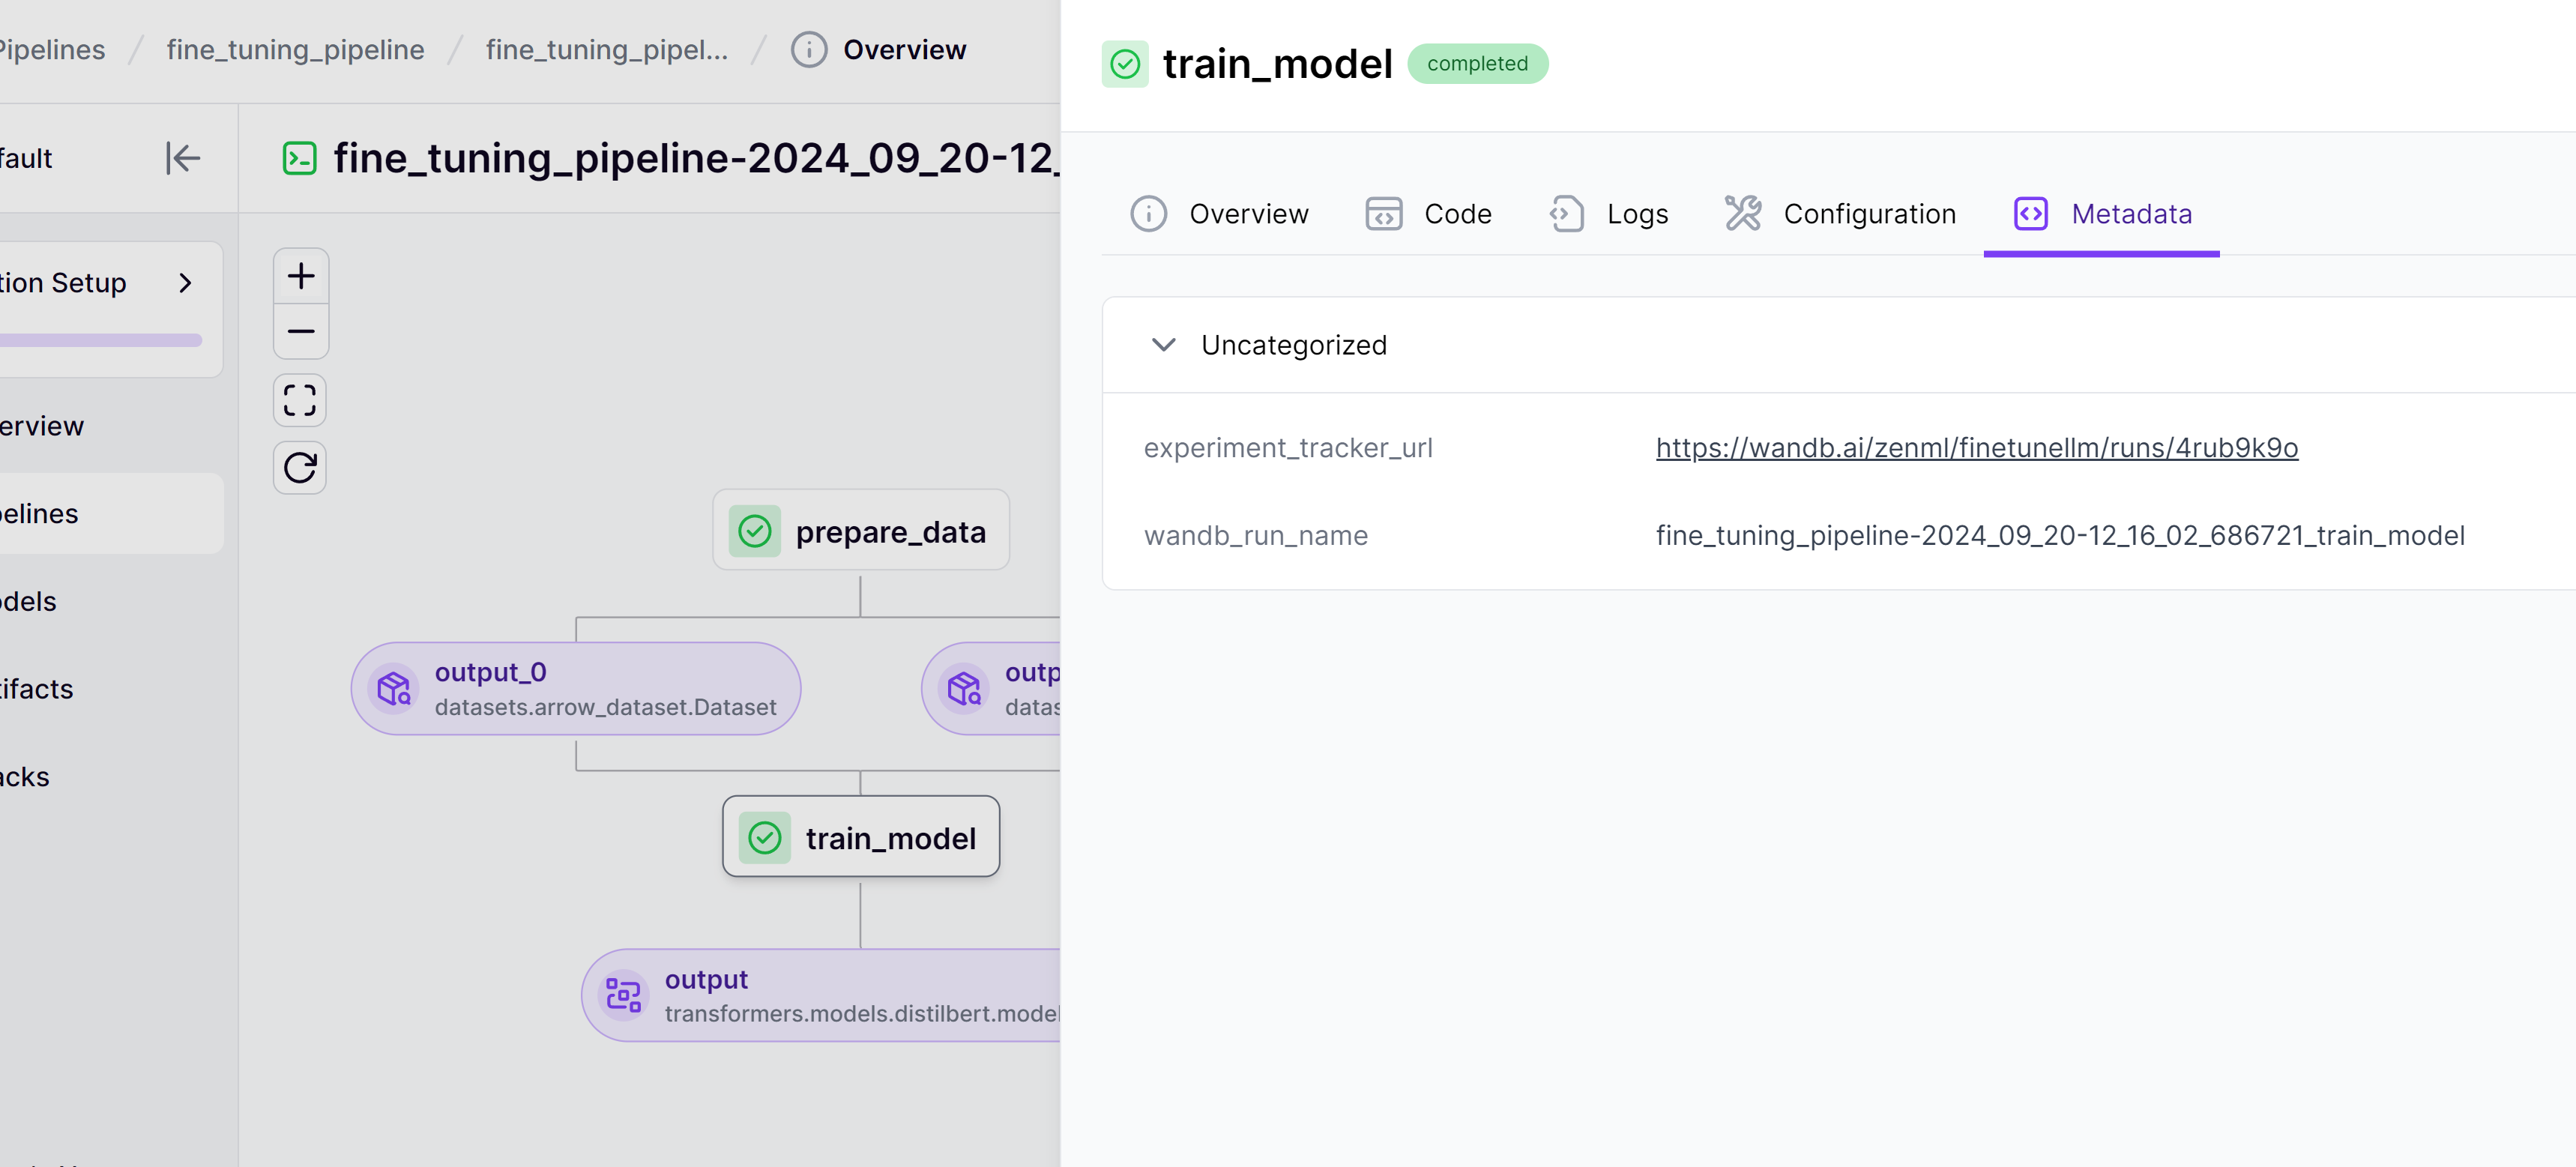 Pipelines / fine_tuning_pipeline / fine_tuning_pipel... / Overview
fault
fine_tuning_pipeline-2024_09_20-12_
tion Setup
erview
pelines
odels
tifacts
acks
prepare_data
output_0
datasets.arrow_dataset.Dataset
outp
datas
train_model
output
transformers.models.distilbert.model
train_model
completed
Overview
Code
Logs
Configuration
Metadata
Uncategorized
experiment_tracker_url https://wandb.ai/zenml/finetunellm/runs/4rub9k9o
wandb_run_name fine_tuning_pipeline-2024_09_20-12_16_02_686721_train_model